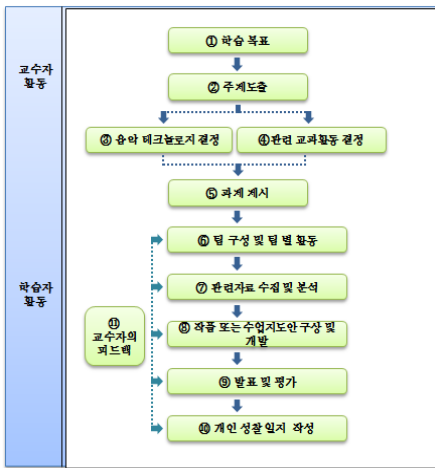 교수자
활동
① 학습 목표
② 주제도출
③ 음악 테크놀로지 결정
④관련 교과활동 결정
⑤ 과제 제시
학습자
활동
⑥ 팀 구성 및 팀 별 활동
⑦ 관련자료 수집 및 분석
⑧ 작품 또는 수업지도안 구상 및
개발
⑨ 발표 및 평가
⑩ 개인 성찰 일지 작성
⑪
교수자의
피드백